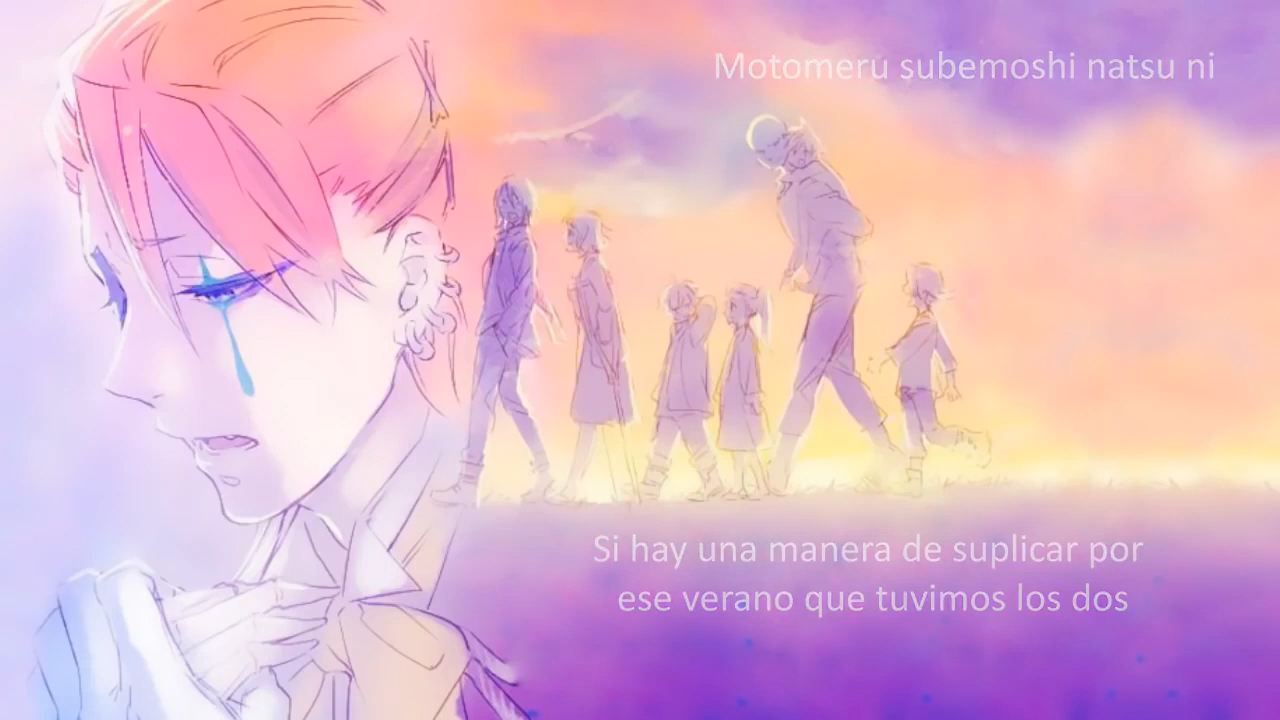 Motomeru subemoshi natsu ni
Si hay una manera de suplicar por
ese verano que tuvimos los dos